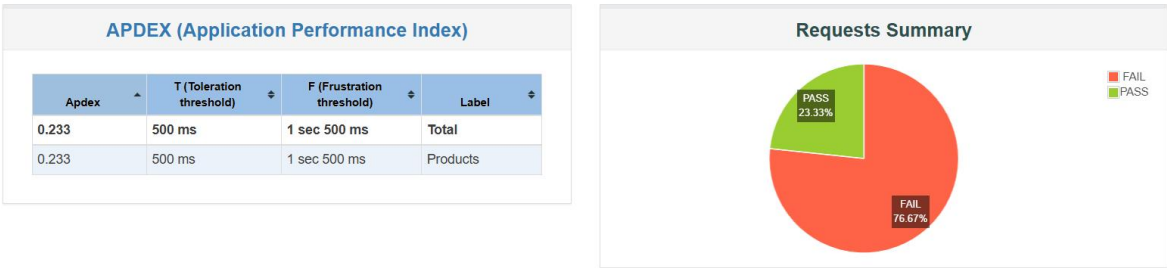 APDEX (Application Performance Index)
Apdex
T (Toleration
threshold)
F (Frustration
threshold)
Label
0.233
500 ms
1 sec 500 ms
Total
0.233
500 ms
1 sec 500 ms
Products
Requests Summary
PASS
23.33%
FAIL
76.67%
FAIL
PASS